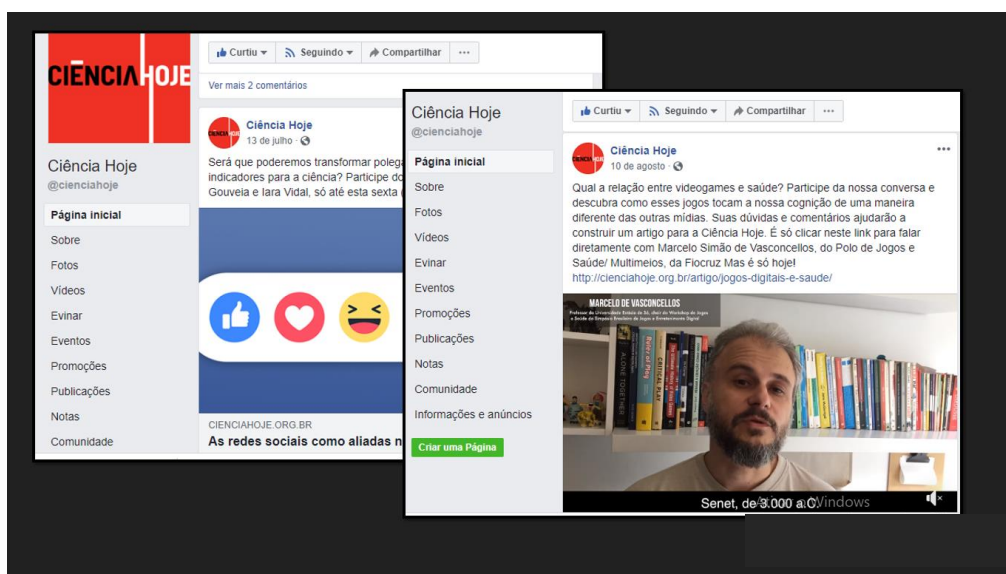 CIÊNCIAHOJE
Ciência Hoje
@cienciahoje
Página inicial
Sobre
Fotos
Vídeos
Evinar
Eventos
Promoções
Publicações
Notas
Comunidade
Curtiu
Seguindo
Compartilhar
Ver mais 2 comentários
Ciência Hoje
13 de julho
Será que poderemos transformar
indicadores para a ciência? Participe
Gouveia e Iara Vidal, só até esta sexta
CIENCIAHOJE.ORG.BR
As redes sociais como aliadas
Ciência Hoje
@cienciahoje
Página inicial
Sobre
Fotos
Vídeos
Evinar
Eventos
Promoções
Publicações
Notas
Comunidade
Informações e anúncios
Criar uma Página
Curtiu
Seguindo
Compartilhar
Ciência Hoje
10 de agosto
Qual a relação entre videogames e saúde? Participe da nossa conversa e
descubra como esses jogos tocam a nossa cognição de uma maneira
diferente das outras mídias. Suas dúvidas e comentários ajudarão a
construir um artigo para a Ciência Hoje. É só clicar neste link para falar
diretamente com Marcelo Simão de Vasconcellos, do Polo de Jogos e
Saúde/ Multimeios, da Fiocruz Mas é só hoje!
http://cienciahoje.org.br/artigo/jogos-digitais-e-saude/
MARCELO DE VASCONCELLOS
ALONE TOGETHER
CRITICAL PLAY
Senet, de 3.000 a.C.
Windows